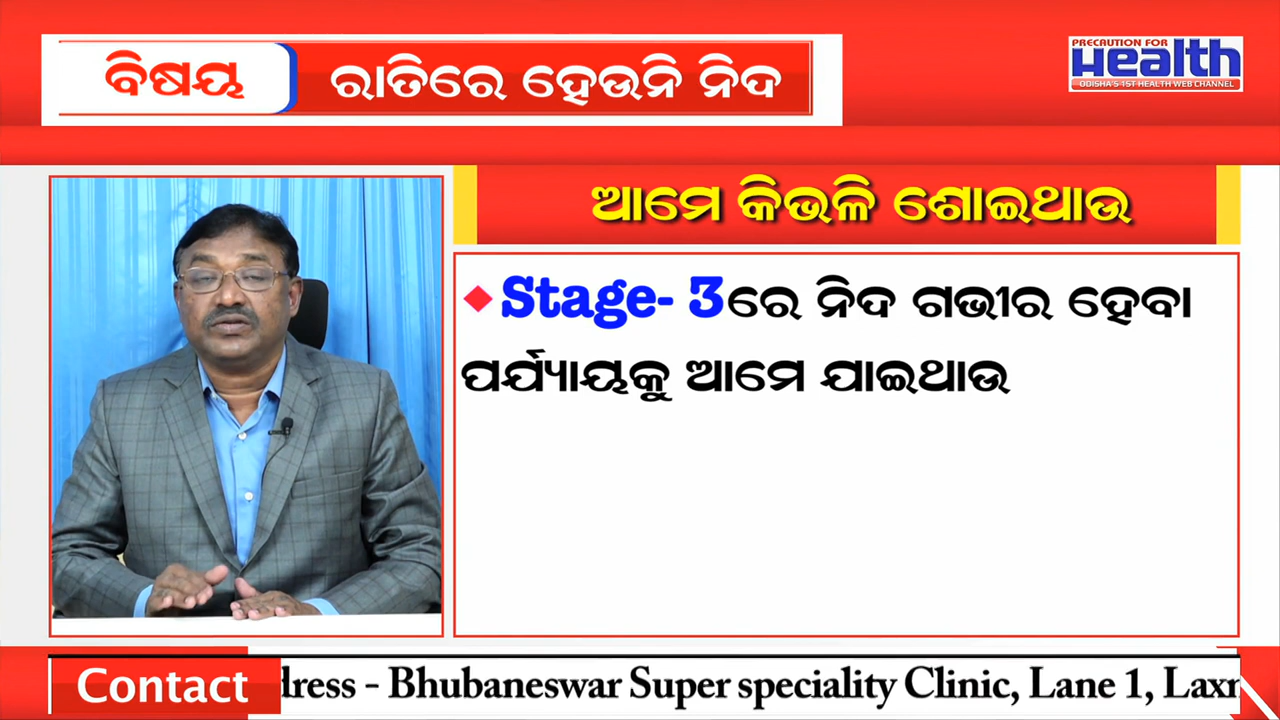 ବିଷୟ
ରାତିରେ ହେଉନି ନିଦ
PRECAUTION FOR
Health
ODISHA'S 1ST HEALTH WEB CHANNEL
ଆମେ କିଭଳି ଶୋଇଥାଉ
Stage- 3ରେ ନିଦ ଗଭୀର ହେବା
ପର୍ଯ୍ୟାୟକୁ ଆମେ ଯାଇଥାଉ
Contact
dress - Bhubaneswar Super speciality Clinic, Lane 1,